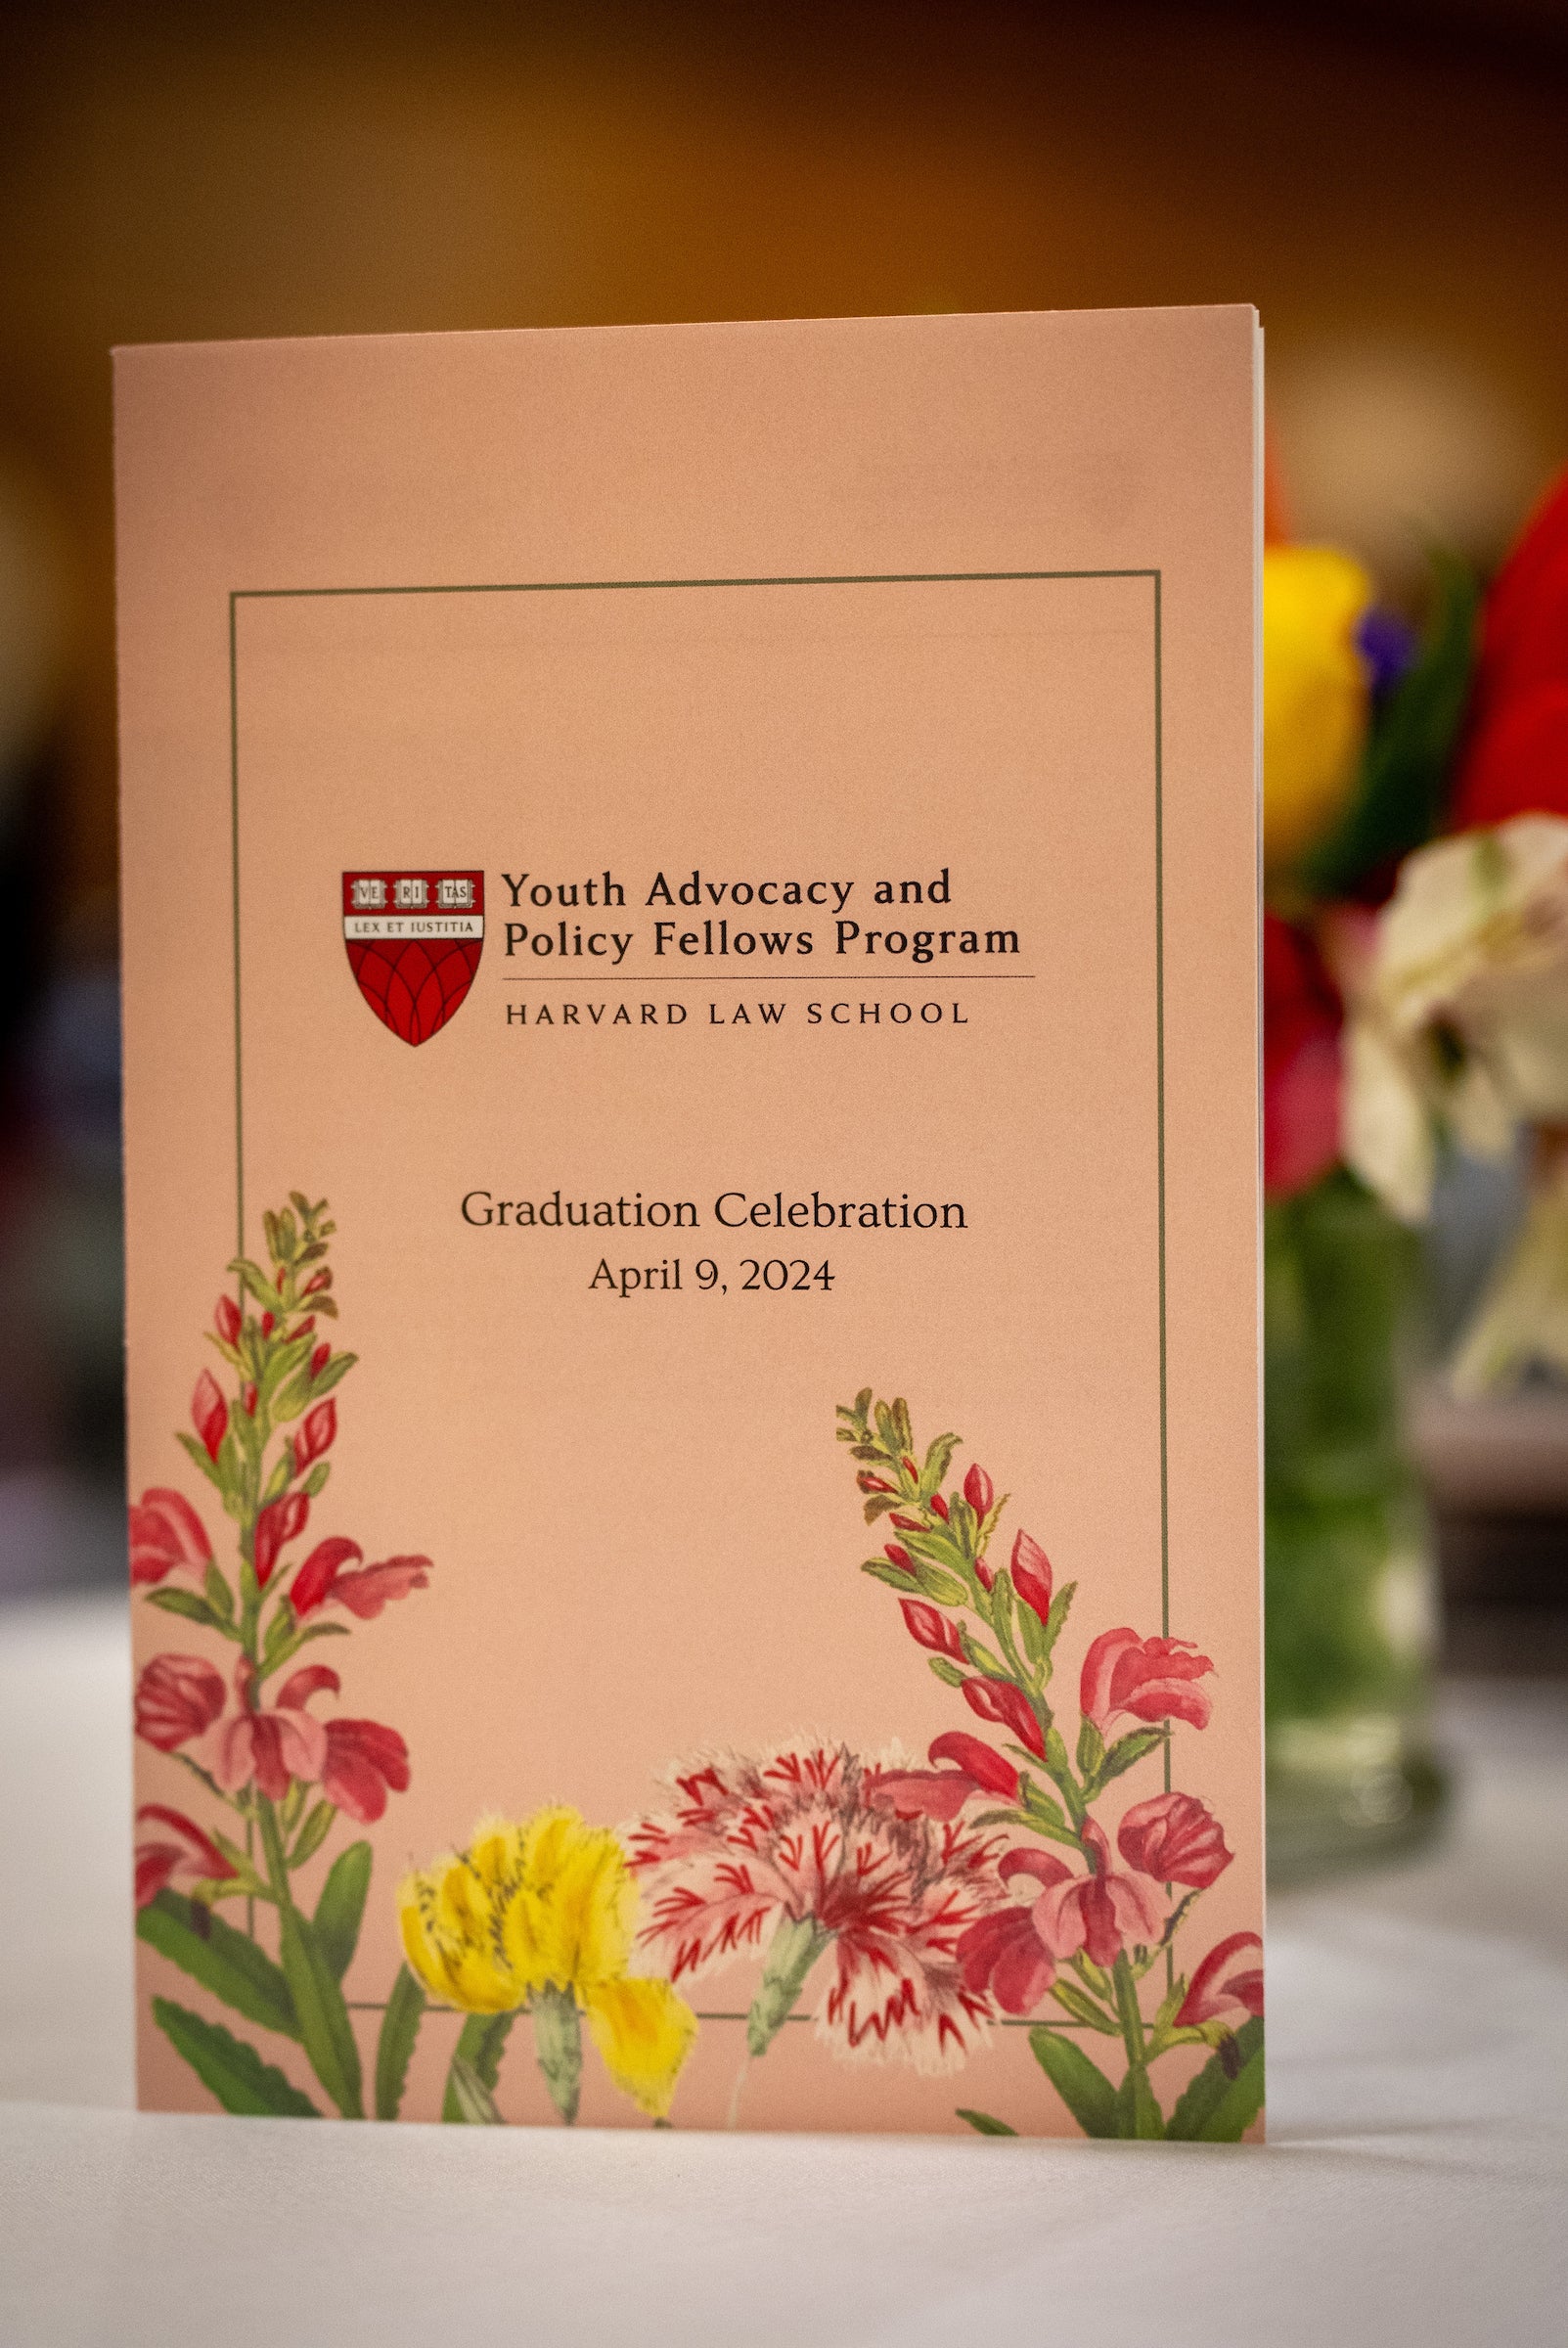 VE RI TAS
LEX ET IUSTITIA
Youth Advocacy and
Policy Fellows Program
HARVARD LAW SCHOOL
Graduation Celebration
April 9, 2024